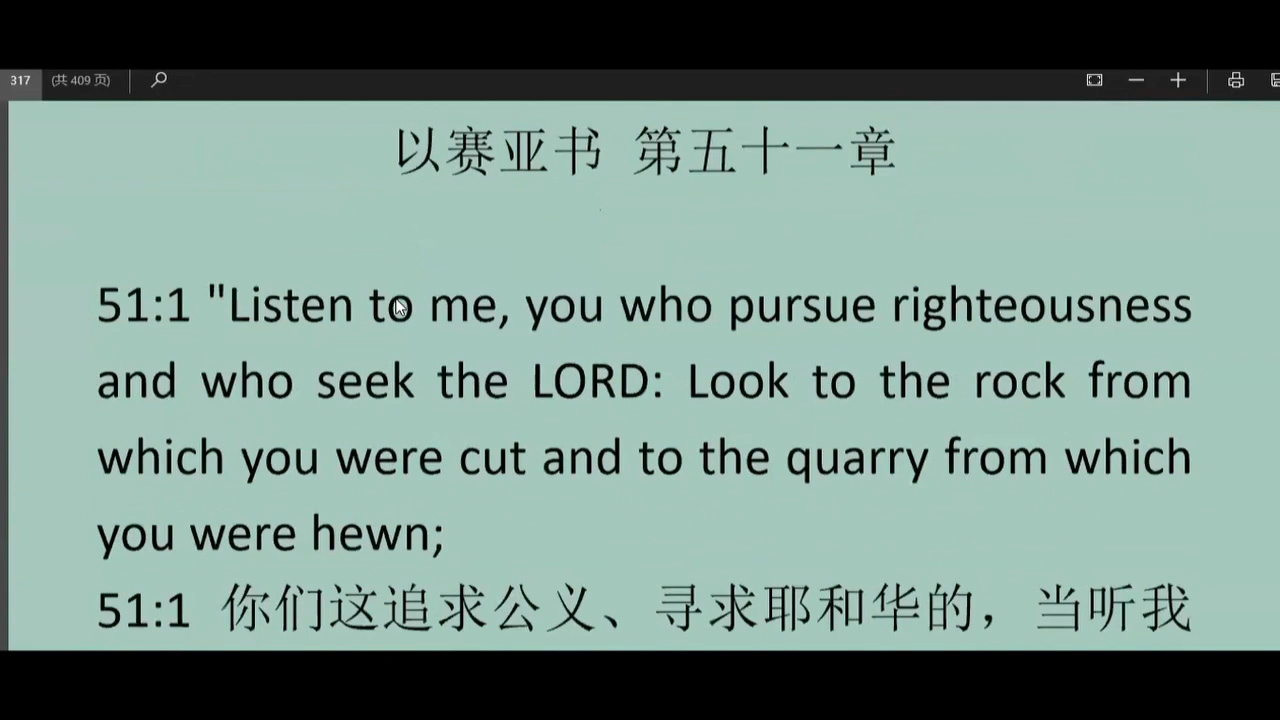 317 (共 409 页)
以赛亚书 第五十一章
51:1 "Listen to me, you who pursue righteousness
and who seek the LORD: Look to the rock from
which you were cut and to the quarry from which
you were hewn;
51:1 你们这追求公义、寻求耶和华的，当听我